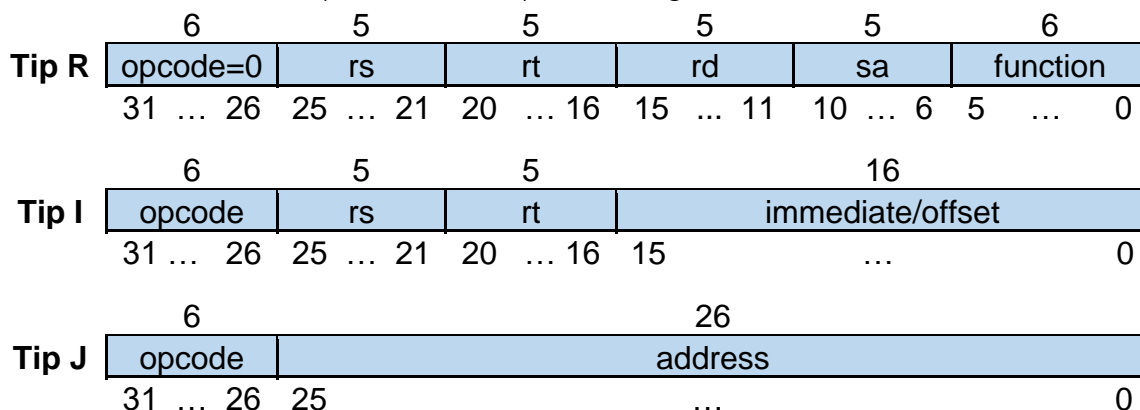 6 5 5 5 5 6
Tip R opcode=0 rs rt rd sa function
31 … 26 25 … 21 20 … 16 15 ... 11 10 … 6 5 … 0
6 5 5 16
Tip I opcode rs rt immediate/offset
31 … 26 25 … 21 20 … 16 15 … 0
6 26
Tip J opcode address
31 … 26 25 … 0